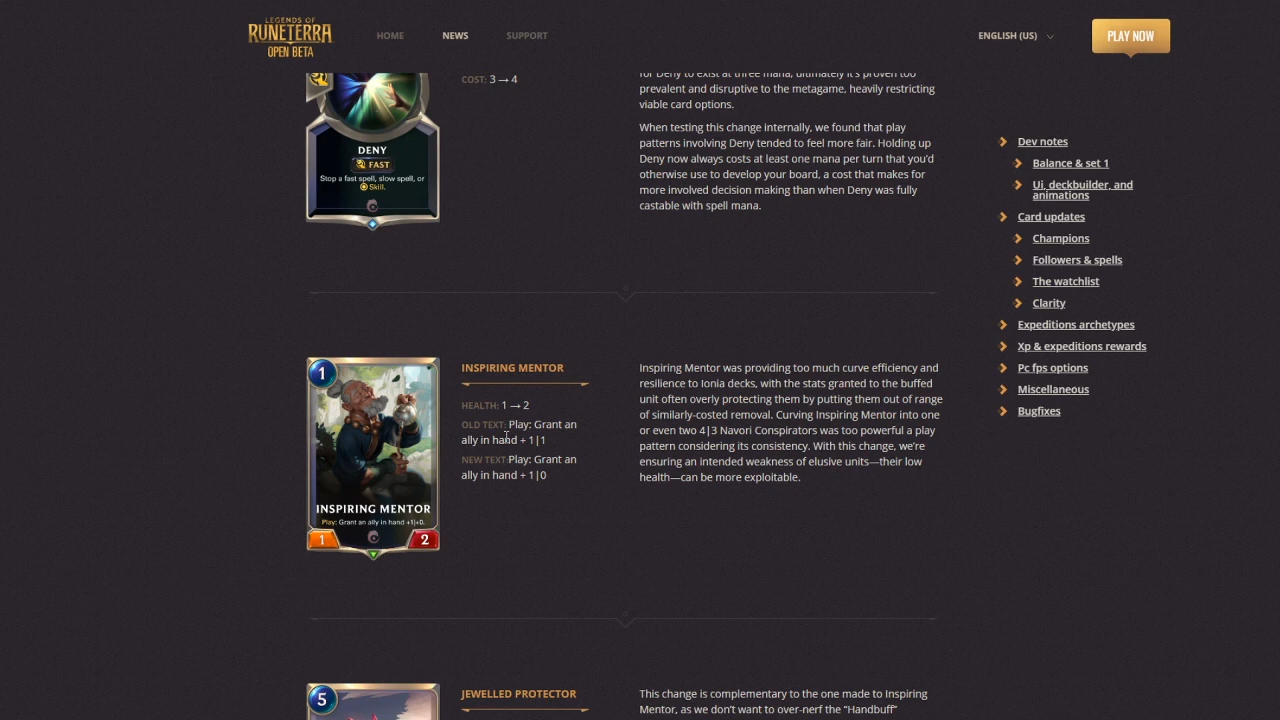 LEGENDS OF
RUNETERRA
OPEN BETA
HOME
NEWS
SUPPORT
ENGLISH (US)
PLAY NOW
COST: 3 → 4
for Deny to exist at three mana, ultimately it's proven too
prevalent and disruptive to the metagame, heavily restricting
viable card options.
When testing this change internally, we found that play
patterns involving Deny tended to feel more fair. Holding up
Deny now always costs at least one mana per turn that you'd
otherwise use to develop your board, a cost that makes for
more involved decision making than when Deny was fully
castable with spell mana.
DENY
FAST
Stop a fast spell, slow spell, or
Skill.
Dev notes
Balance & set 1
Ui, deckbuilder, and
animations
Card updates
Champions
Followers & spells
The watchlist
Clarity
Expeditions archetypes
Xp & expeditions rewards
Pc fps options
Miscellaneous
Bugfixes
1
INSPIRING MENTOR
Play: Grant an ally in hand +1|+0.
1
2
INSPIRING MENTOR
HEALTH: 1 → 2
OLD TEXT: Play: Grant an
ally in hand + 1|1
NEW TEXT:Play: Grant an
ally in hand + 1|0
Inspiring Mentor was providing too much curve efficiency and
resilience to Ionia decks, with the stats granted to the buffed
unit often overly protecting them by putting them out of range
of similarly-costed removal. Curving Inspiring Mentor into one
or even two 4|3 Navori Conspirators was too powerful a play
pattern considering its consistency. With this change, we're
ensuring an intended weakness of elusive units—their low
health—can be more exploitable.
5
JEWELLED PROTECTOR
This change is complementary to the one made to Inspiring
Mentor, as we don't want to over-nerf the “Handbuff”